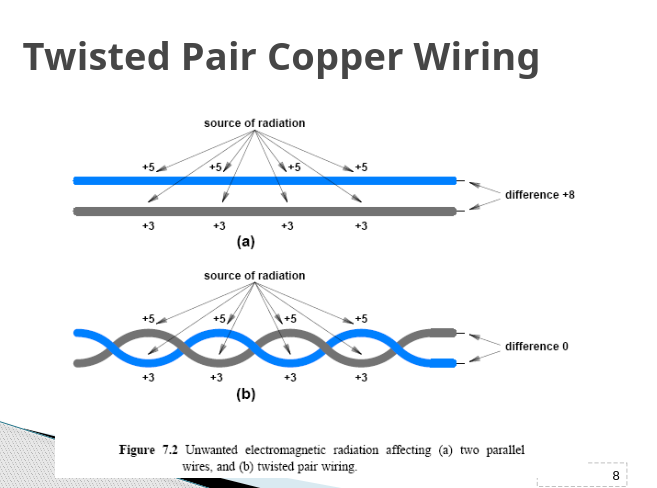 Twisted Pair Copper Wiring
source of radiation
+5 +5 +5 +5
difference +8
+3 +3 +3 +3
(a)
source of radiation
+5 +5 +5 +5
difference 0
+3 +3 +3 +3
(b)
Figure 7.2 Unwanted electromagnetic radiation affecting (a) two parallel
wires, and (b) twisted pair wiring.
8